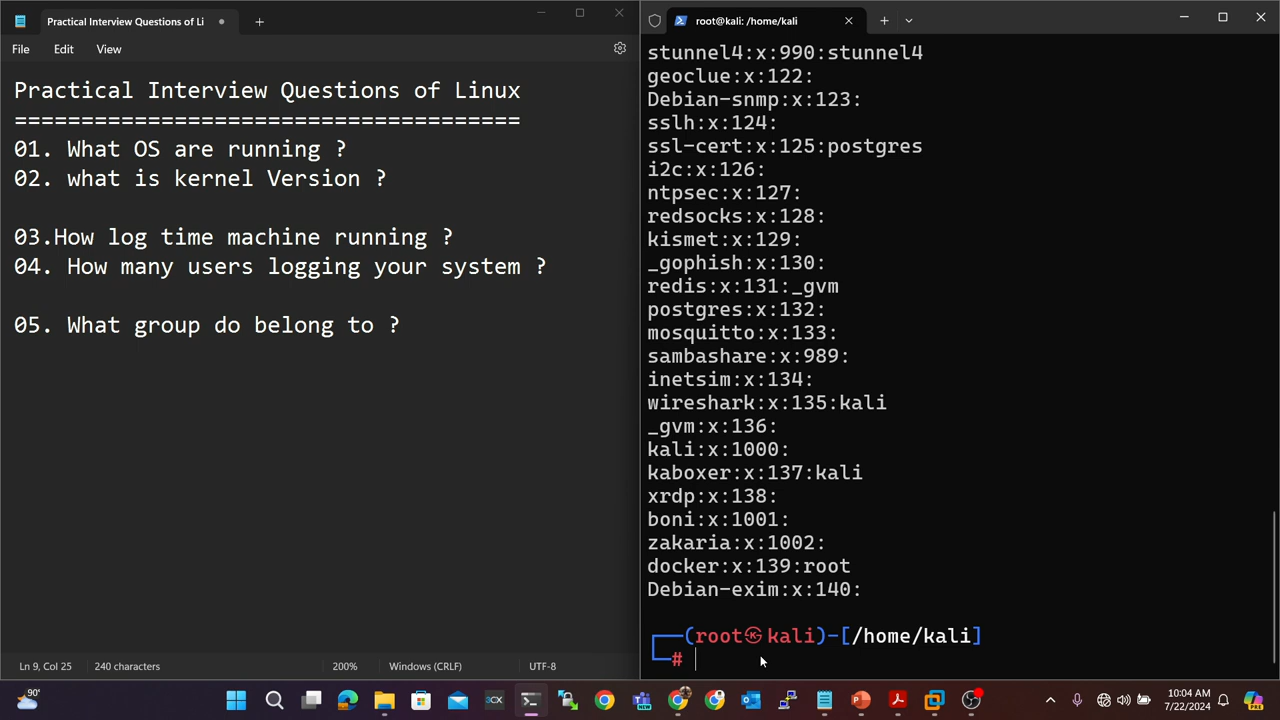 Practical Interview Questions of Li
File
Edit
View
Practical Interview Questions of Linux
======================================
01. What OS are running ?
02. what is kernel Version ?
03.How log time machine running ?
04. How many users logging your system ?
05. What group do belong to ?
Ln 9, Col 25
240 characters
200%
Windows (CRLF)
UTF-8
root@kali: /home/kali
stunnel4:x:990:stunnel4
geoclue:x:122:
Debian-snmp:x:123:
sslh:x:124:
ssl-cert:x:125:postgres
i2c:x:126:
ntpsec:x:127:
redsocks:x:128:
kismet:x:129:
_gophish:x:130:
redis:x:131:_gvm
postgres:x:132:
mosquitto:x:133:
sambashare:x:989:
inetsim:x:134:
wireshark:x:135:kali
_gvm:x:136:
kali:x:1000:
kaboxer:x:137:kali
xrdp:x:138:
boni:x:1001:
zakaria:x:1002:
docker:x:139:root
Debian-exim:x:140:
┌──(root㉿kali)-[/home/kali]
└─#
90°
10:04 AM
7/22/2024